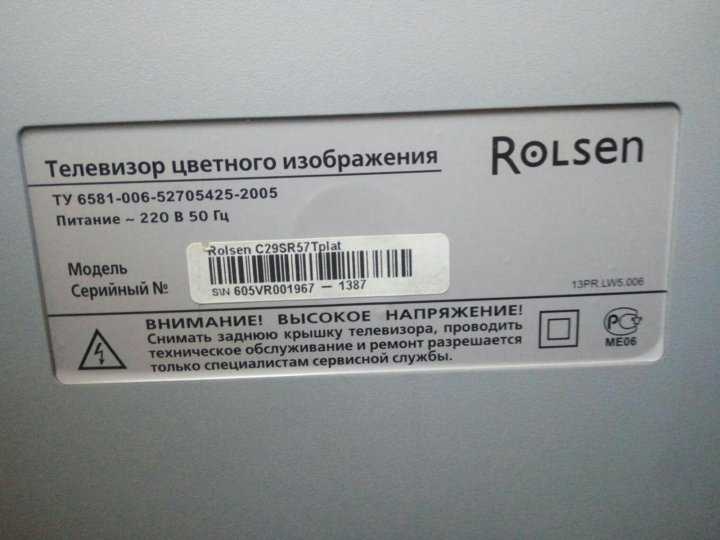 Телевизор цветного изображения
ROLSEN
ТУ 6581-006-52705425-2005
Питание ~ 220 В 50 Гц
Модель
Rolsen C29SR57Tplat
Серийный №
S\N 605VR001967 — 1387
13PR.LW5.006
ВНИМАНИЕ! ВЫСОКОЕ НАПРЯЖЕНИЕ!
Снимать заднюю крышку телевизора, проводить
техническое обслуживание и ремонт разрешается
только специалистам сервисной службы.
РСТ
МЕ06